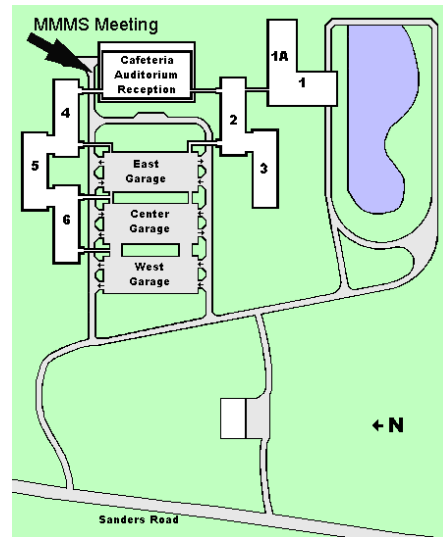 MMMS Meeting
Cafeteria
Auditorium
Reception
1A
1
4
2
5
3
East
Garage
6
Center
Garage
West
Garage
N
Sanders Road